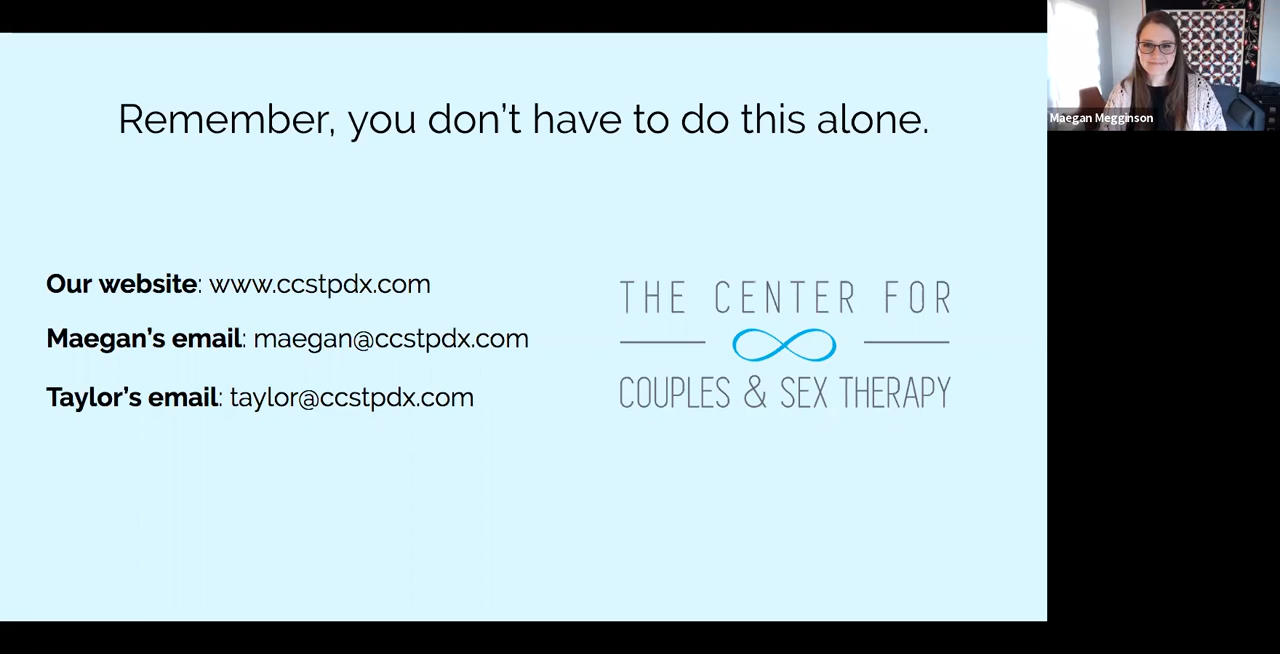 Remember, you don't have to do this alone.
Our website: www.ccstpdx.com
Maegan's email: maegan@ccstpdx.com
Taylor's email: taylor@ccstpdx.com
THE CENTER FOR
COUPLES & SEX THERAPY
Maegan Megginson